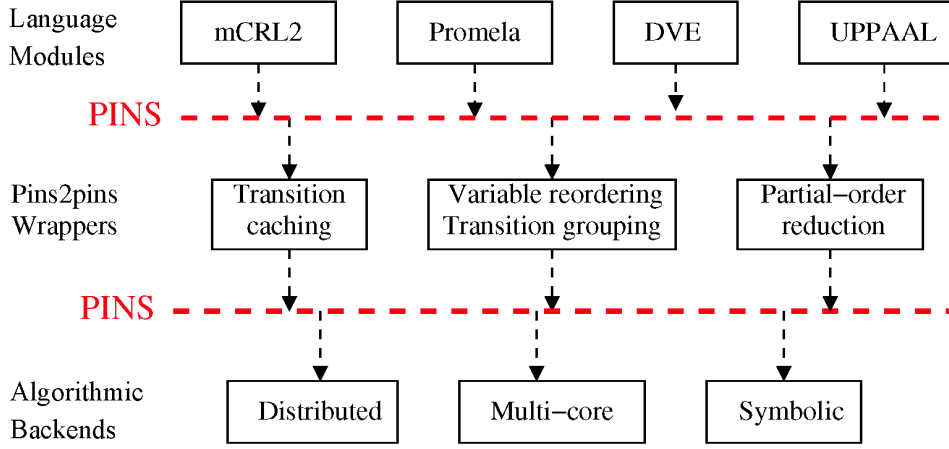 Language
Modules
mCRL2
Promela
DVE
UPPAAL
PINS
Pins2pins
Wrappers
Transition
caching
Variable reordering
Transition grouping
Partial−order
reduction
PINS
Algorithmic
Backends
Distributed
Multi−core
Symbolic